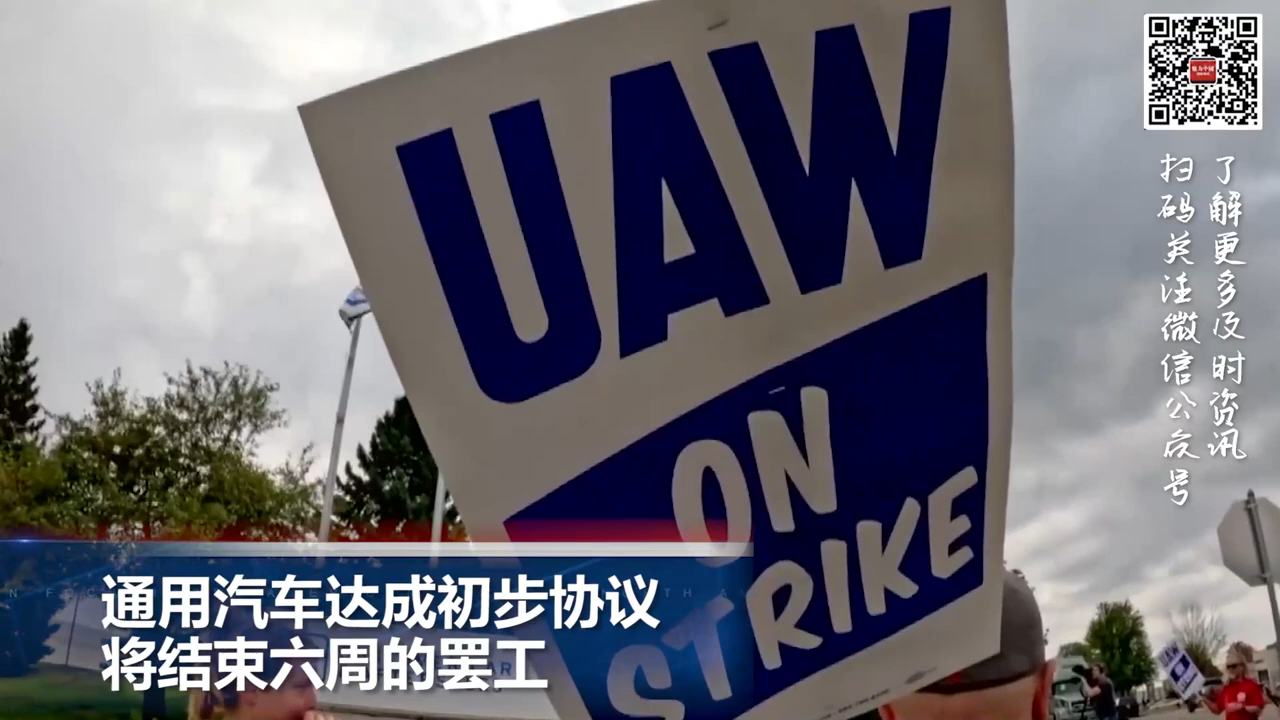 UAW
ON
STRIKE
了解更多及时资讯
扫码关注微信公众号
通用汽车达成初步协议
将结束六周的罢工